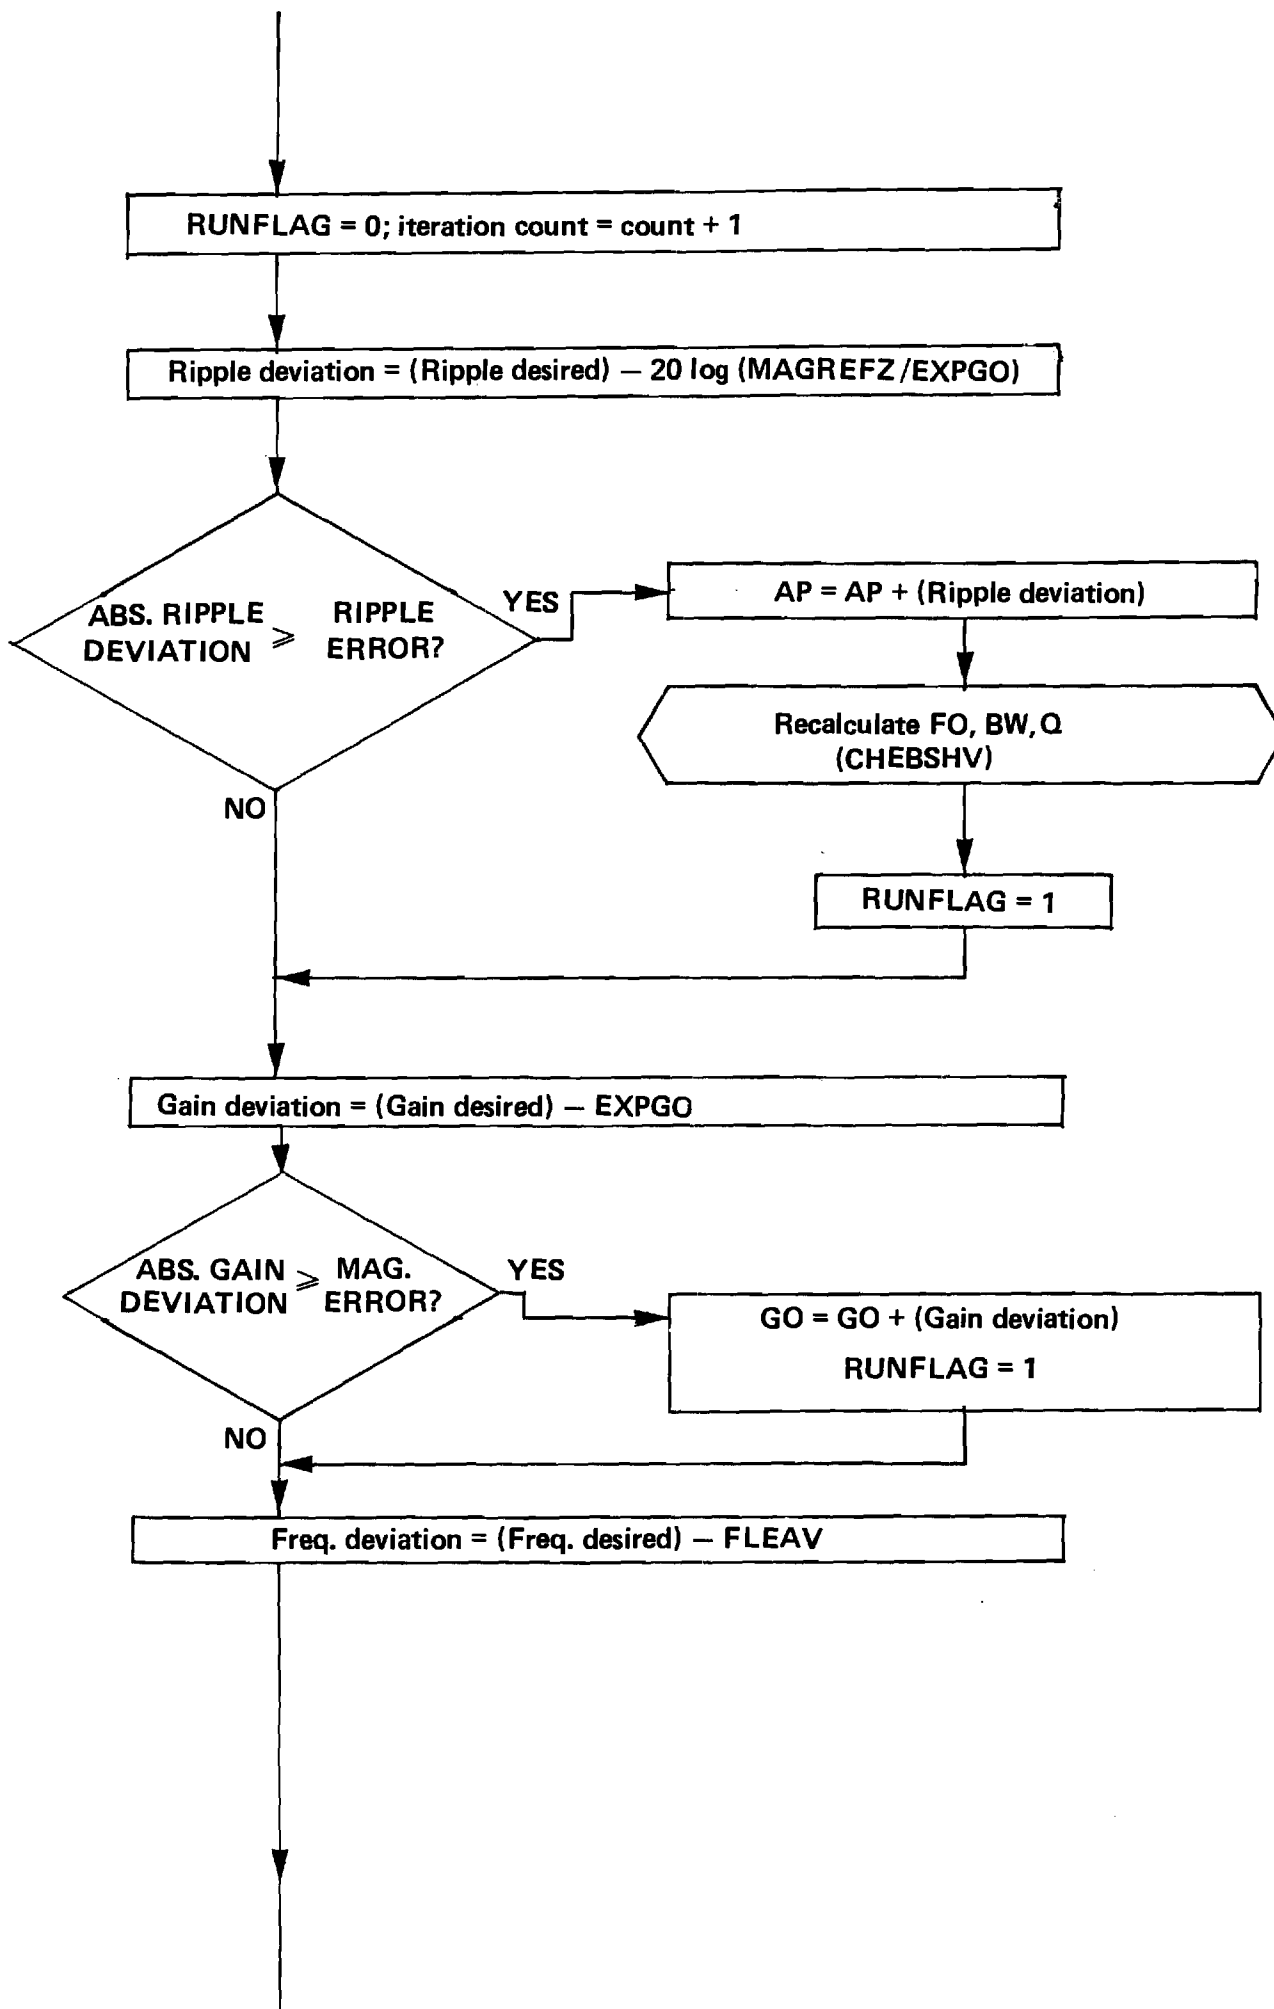 RUNFLAG = 0; iteration count = count + 1
Ripple deviation = (Ripple desired) − 20 log (MAGREFZ/EXPGO)
ABS. RIPPLE DEVIATION ⩾ RIPPLE ERROR?
YES
AP = AP + (Ripple deviation)
Recalculate FO, BW, Q
(CHEBSHV)
NO
RUNFLAG = 1
Gain deviation = (Gain desired) − EXPGO
ABS. GAIN DEVIATION ⩾ MAG. ERROR?
YES
GO = GO + (Gain deviation)
RUNFLAG = 1
NO
Freq. deviation = (Freq. desired) − FLEAV